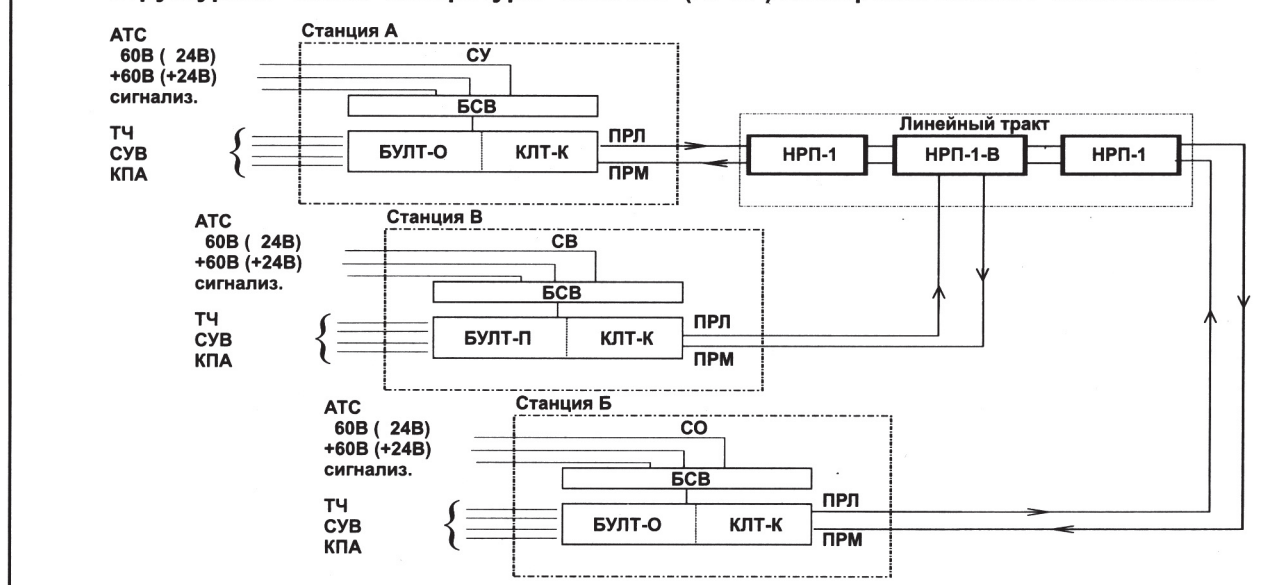 Станция А
АТС
60В ( 24В)
+60В (+24В)
сигнализ.
СУ
БСВ
ТЧ
СУВ
КПА
БУЛТ-О
КЛТ-К
ПРЛ
ПРМ
Линейный тракт
НРП-1
НРП-1-В
НРП-1
Станция В
АТС
60В ( 24В)
+60В (+24В)
сигнализ.
СВ
БСВ
ТЧ
СУВ
КПА
БУЛТ-П
КЛТ-К
ПРЛ
ПРМ
Станция Б
АТС
60В ( 24В)
+60В (+24В)
сигнализ.
СО
БСВ
ТЧ
СУВ
КПА
БУЛТ-О
КЛТ-К
ПРЛ
ПРМ